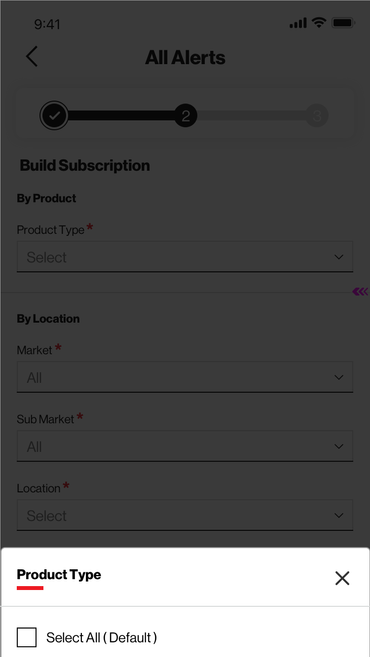 9:41
All Alerts
2
3
Build Subscription
By Product
Product Type *
Select
By Location
Market *
All
Sub Market *
All
Location *
Select
Product Type
Select All ( Default )